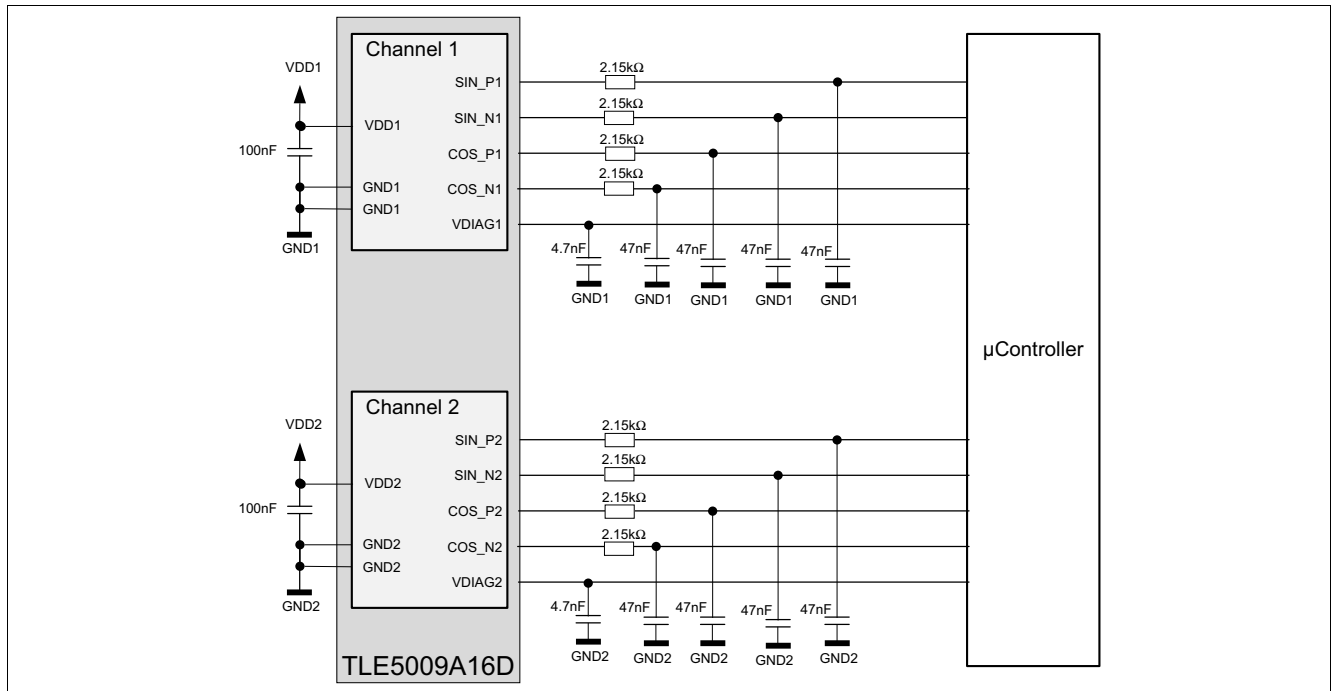 Channel 1
VDD1
2.15kΩ
SIN_P1
2.15kΩ
SIN_N1
VDD1
100nF
2.15kΩ
COS_P1
2.15kΩ
COS_N1
GND1
GND1
VDIAG1
GND1
4.7nF
47nF
47nF
47nF
47nF
GND1
GND1
GND1
GND1
GND1
µController
Channel 2
VDD2
2.15kΩ
SIN_P2
2.15kΩ
SIN_N2
VDD2
100nF
2.15kΩ
COS_P2
2.15kΩ
COS_N2
GND2
GND2
VDIAG2
GND2
4.7nF
47nF
47nF
47nF
47nF
GND2
GND2
GND2
GND2
GND2
TLE5009A16D